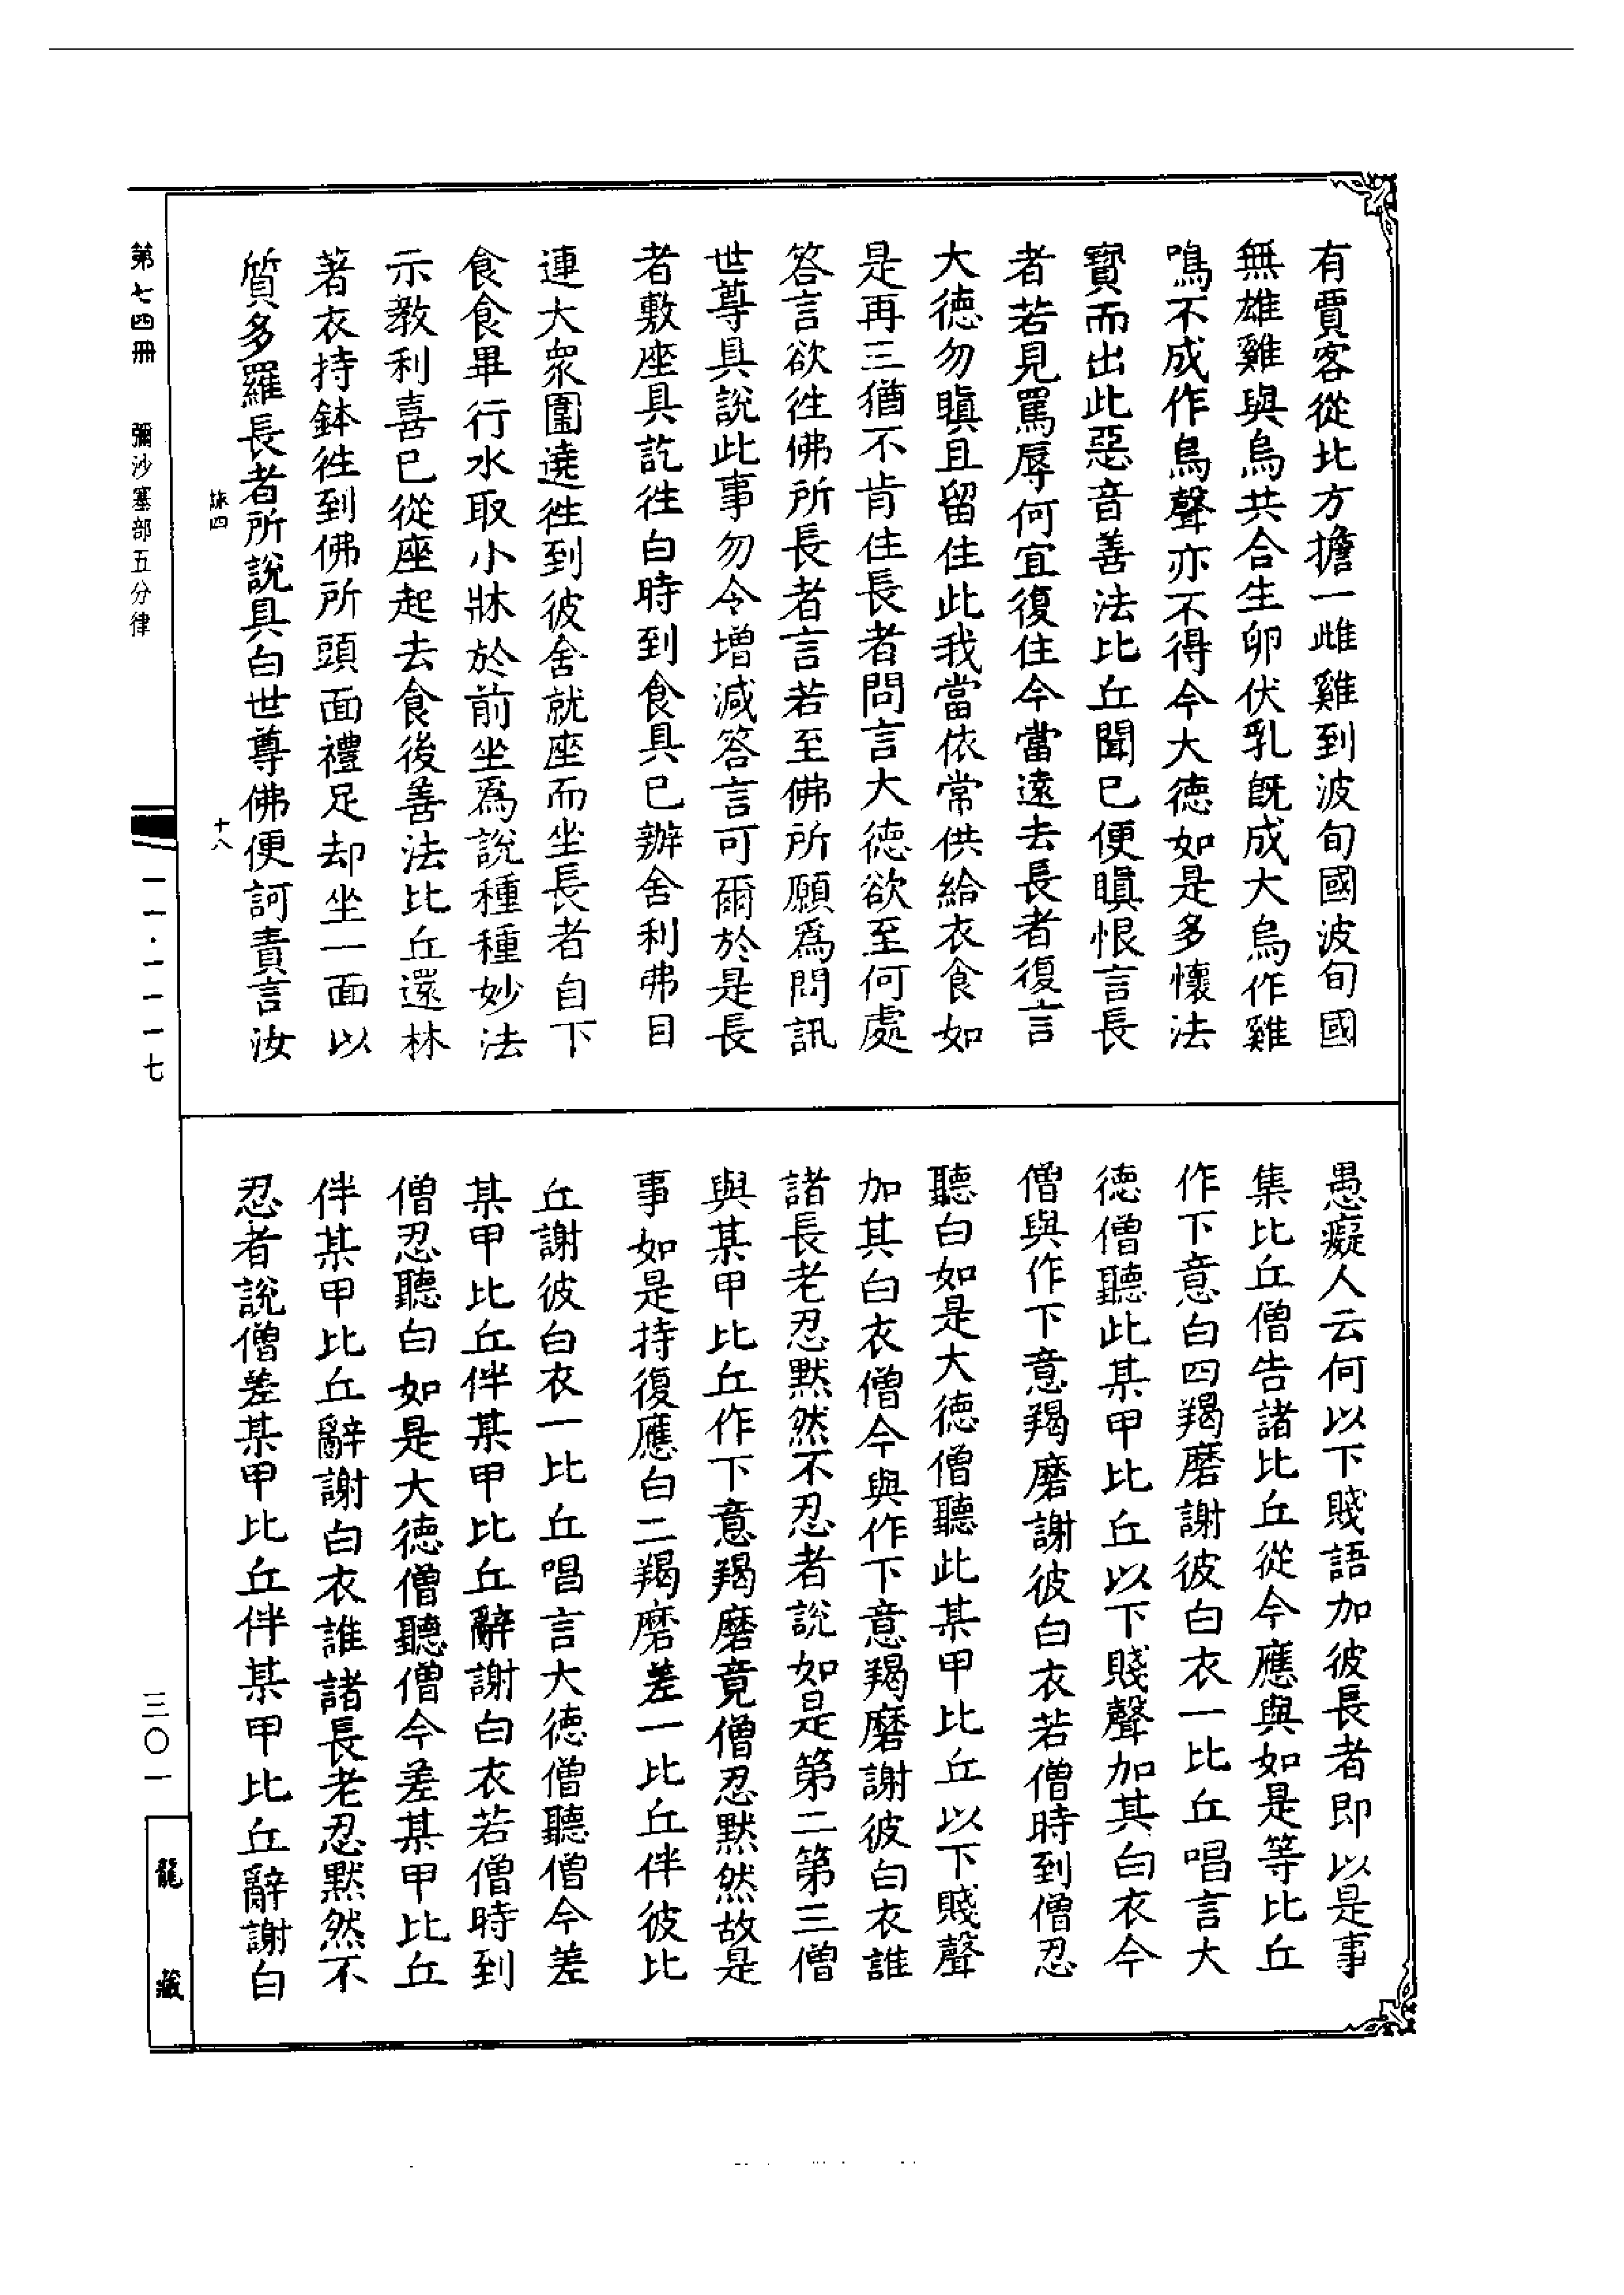 有賈客從北方擔一雌雞到波旬國波旬國
無雄雞與烏共合生卵伏乳旣成大烏作雞
鳴不成作烏聲亦不得今大徳如是多懷法
寶而出此惡音善法比丘聞已便瞋恨言長
者若見罵辱何宜復住今當遠去長者復言
大徳勿瞋且留住此我當依常供給衣食如
是再三猶不肯住長者問言大徳欲至何處
答言欲徃佛所長者言若至佛所願爲問訊
世尊具說此事勿令增減答言可爾於是長
者敷座具訖徃白時到食具已辦舍利弗目
連大衆圍遶徃到彼舍就座而坐長者自下
食食畢行水取小牀於前坐爲說種種妙法
示教利喜已從座起去食後善法比丘還林
著衣持鉢徃到佛所頭面禮足却坐一面以
質多羅長者所說具白世尊佛便訶責言汝
愚癡人云何以下賤語加彼長者即以是事
集比丘僧告諸比丘從今應與如是等比丘
作下意白四羯磨謝彼白衣一比丘唱言大
徳僧聽此某甲比丘以下賤聲加其白衣今
僧與作下意羯磨謝彼白衣若僧時到僧忍
聽白如是大徳僧聽此某甲比丘以下賤聲
加其白衣僧今與作下意羯磨謝彼白衣誰
諸長老忍默然不忍者說如是第二第三僧
與某甲比丘作下意羯磨竟僧忍默然故是
事如是持復應白二羯磨差一比丘伴彼比
丘謝彼白衣一比丘唱言大徳僧聽僧今差
某甲比丘伴某甲比丘辭謝白衣若僧時到
僧忍聽白如是大徳僧聽僧今差某甲比丘
伴某甲比丘辭謝白衣誰諸長老忍默然不
忍者說僧差某甲比丘伴某甲比丘辭謝白
四
十八
第七四冊 彌沙塞部五分律
一一·一一一七
三〇一
龍藏